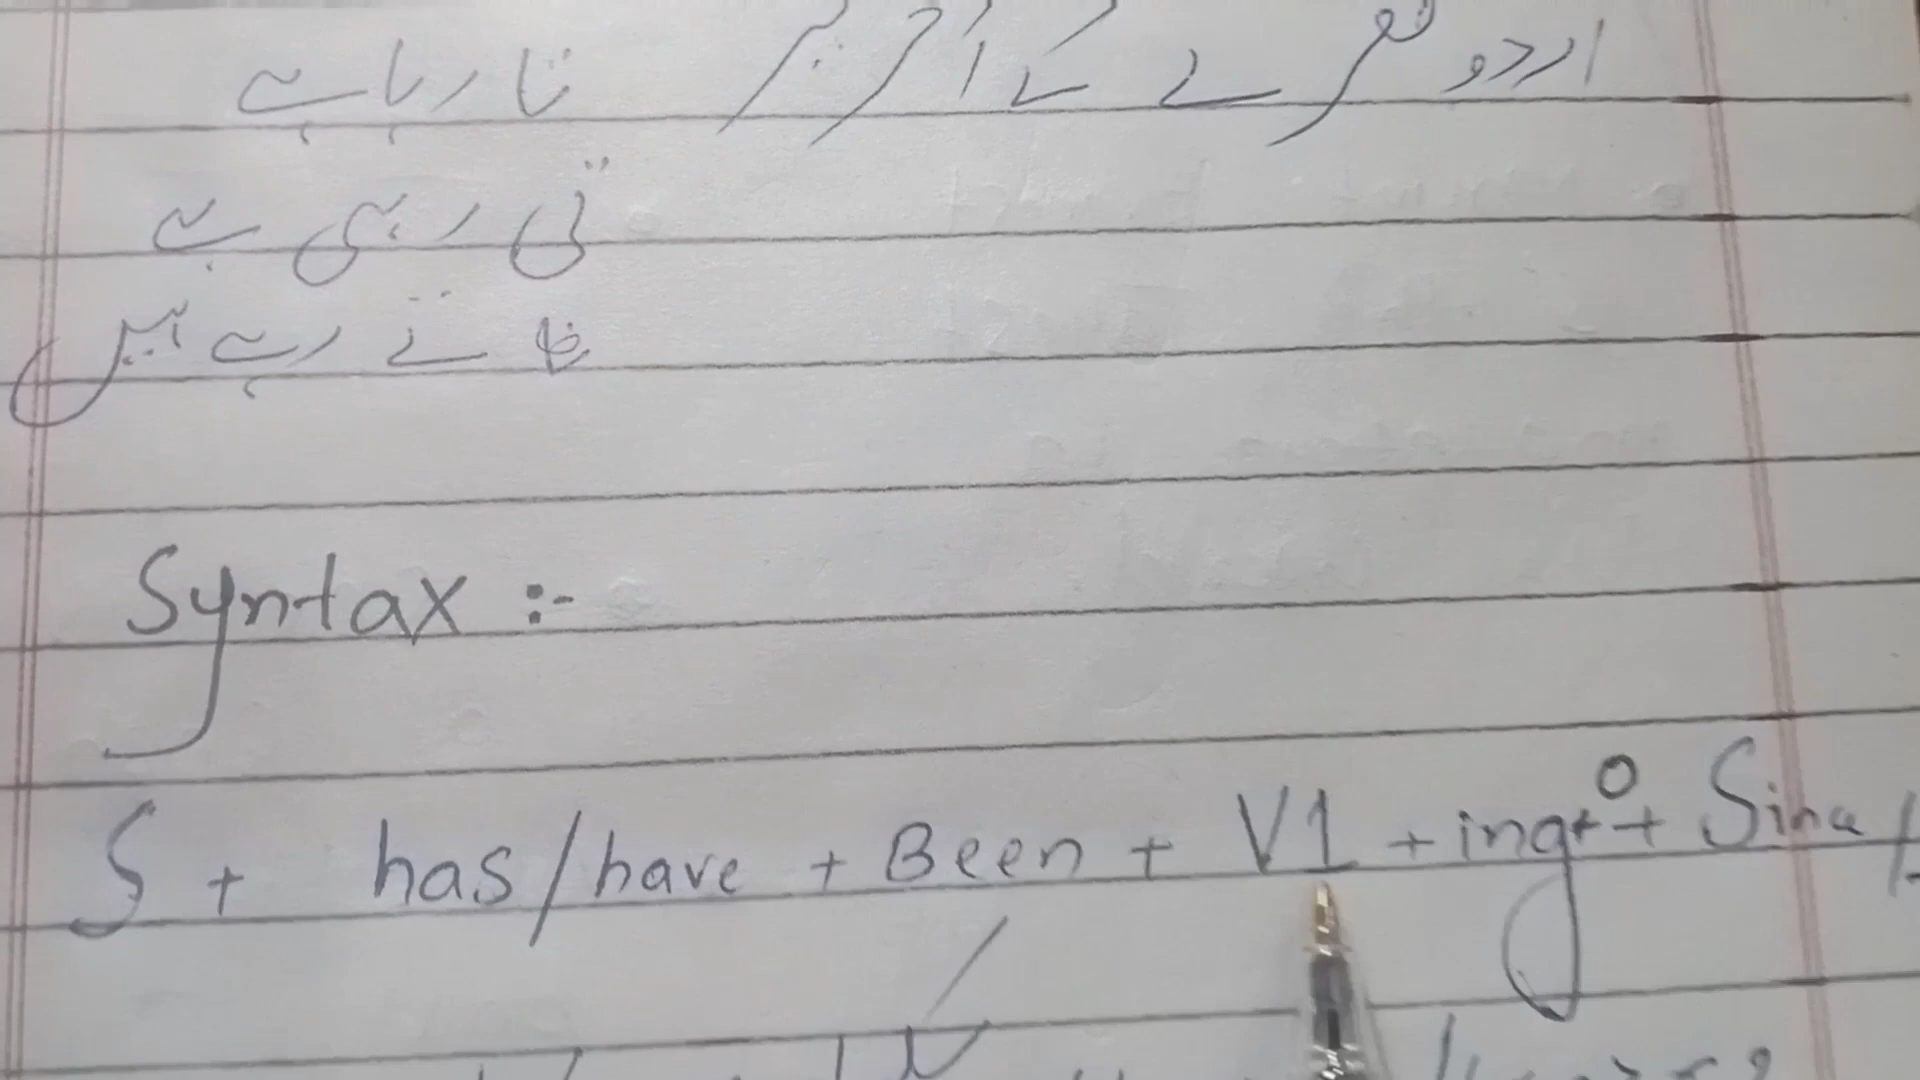 اردو فقرے کے آخر میں تا رہا ہے
تی رہی ہے
تے رہے ہیں
Syntax :-
S + has/have + Been + V1 + ing + o + Sinc /